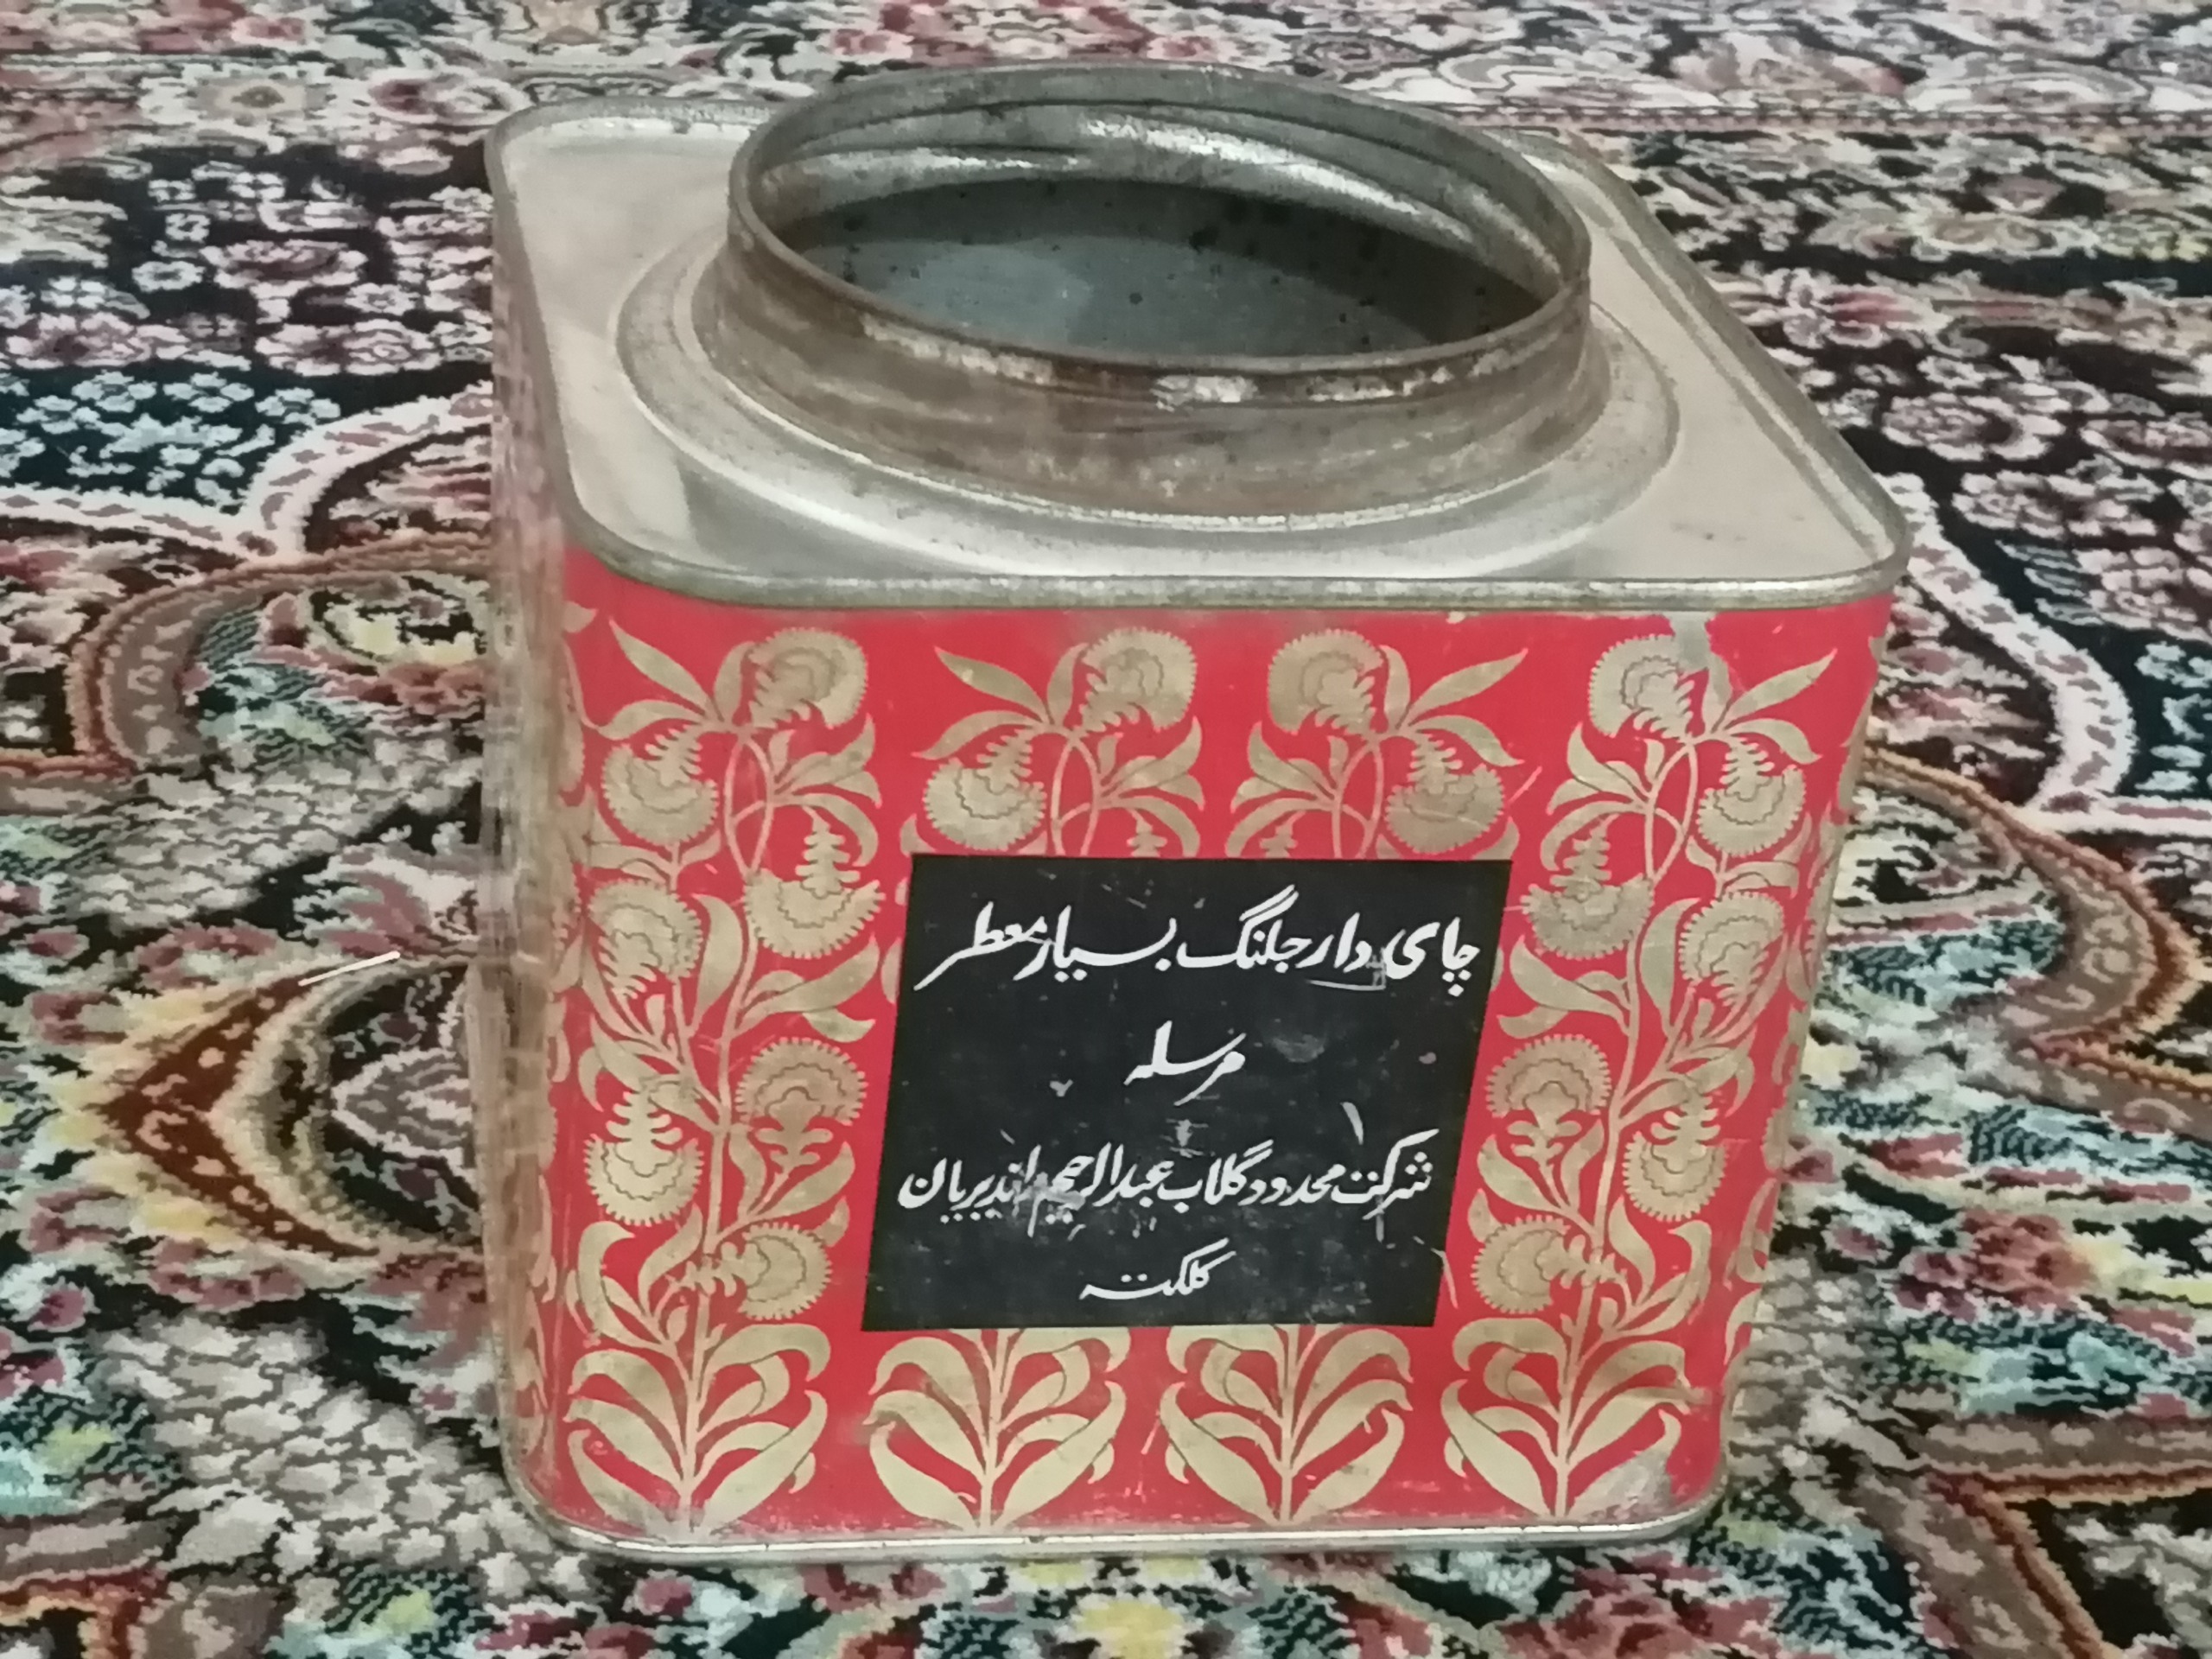 چای دارجلنگ بسیار معطر
مرسله
شرکت محدود گلاب عبدالرحیم اندیریان
کلکته